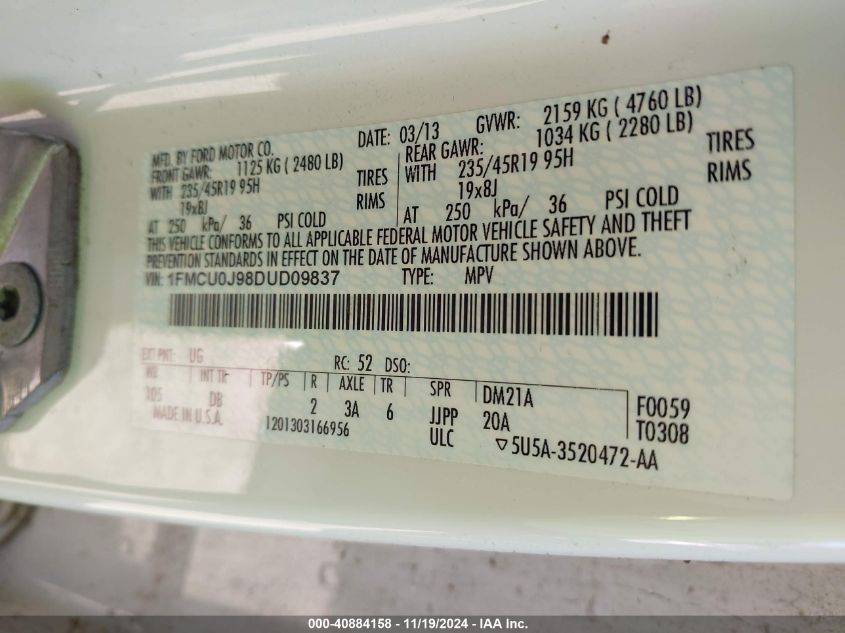 MFD. BY FORD MOTOR CO.
DATE: 03/13 GVWR: 2159 KG ( 4760 LB)
FRONT GAWR: 1125 KG ( 2480 LB) REAR GAWR: 1034 KG ( 2280 LB)
WITH 235/45R19 95H TIRES WITH 235/45R19 95H TIRES
19x8J RIMS 19x8J RIMS
AT 250 kPa/ 36 PSI COLD AT 250 kPa/ 36 PSI COLD
THIS VEHICLE CONFORMS TO ALL APPLICABLE FEDERAL MOTOR VEHICLE SAFETY AND THEFT
PREVENTION STANDARDS IN EFFECT ON THE DATE OF MANUFACTURE SHOWN ABOVE.
VIN: 1FMCU0J98DUD09837 TYPE: MPV
EXT PNT: UG RC: 52 DSO:
WB INT TR TP/PS R AXLE TR SPR DM21A F0059
105 DB 2 3A 6 JJPP 20A T0308
MADE IN U.S.A. 1201303166956 ULC ▽5U5A-3520472-AA
000-40884158 - 11/19/2024 - IAA Inc.